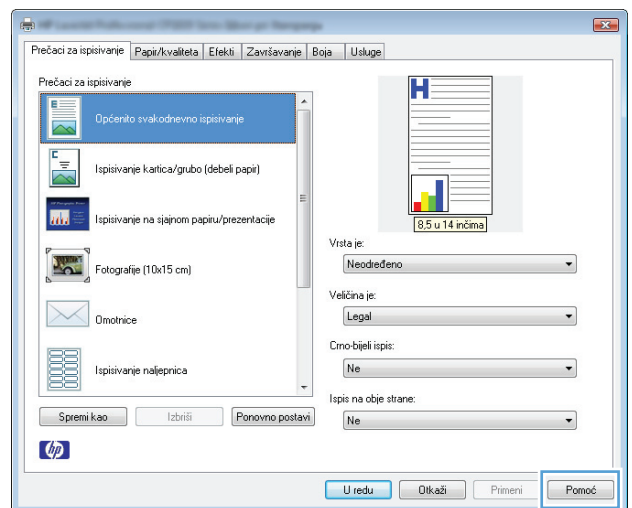 Prečaci za ispisivanje Papir/kvaliteta Efekti Završavanje Boja Usluge
Prečaci za ispisivanje
Općenito svakodnevno ispisivanje
Ispisivanje kartica/grubo (debeli papir)
Ispisivanje na sjajnom papiru/prezentacije
Fotografije (10x15 cm)
Omotnice
Ispisivanje naljepnica
Spremi kao Izbriši Ponovno postavi
H
8,5 u 14 inčima
Vrsta je:
Neodređeno
Veličina je:
Legal
Crno-bijeli ispis:
Ne
Ispis na obje strane:
Ne
hp
U redu Otkaži Primeni Pomoć